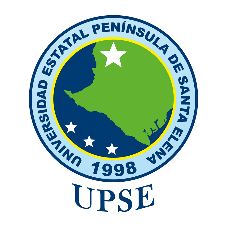 UNIVERSIDAD ESTATAL PENÍNSULA DE SANTA ELENA
1998
UPSE